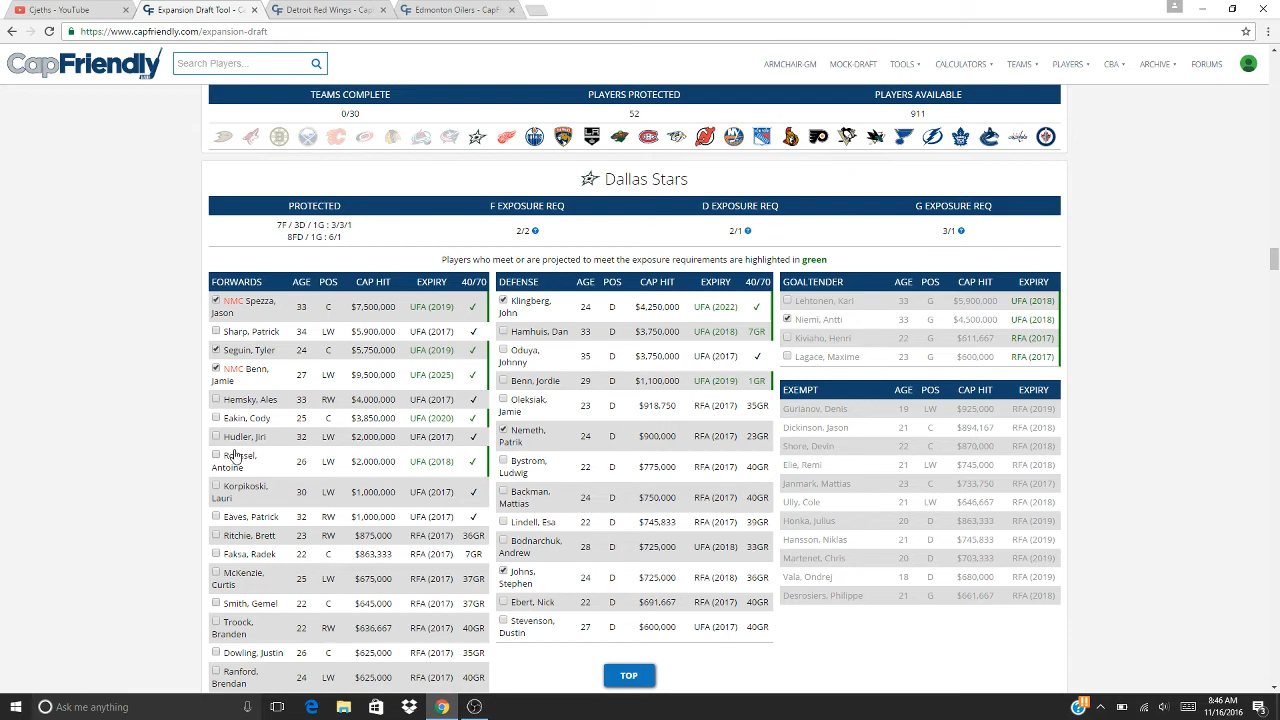 Cjeths - YouTube
Expansion Draft Tool - C
Detroit Red Wings - Cap
Edmonton Oilers - CapFr
https://www.capfriendly.com/expansion-draft
CapFriendly
Search Players...
ARMCHAIR-GM MOCK-DRAFT TOOLS CALCULATORS TEAMS PLAYERS CBA ARCHIVE FORUMS
TEAMS COMPLETE PLAYERS PROTECTED PLAYERS AVAILABLE
0/30 52 911
Dallas Stars
PROTECTED F EXPOSURE REQ D EXPOSURE REQ G EXPOSURE REQ
7F / 3D / 1G : 3/3/1
8FD / 1G : 6/1
2/2 2/1 3/1
Players who meet or are projected to meet the exposure requirements are highlighted in green
FORWARDS AGE POS CAP HIT EXPIRY 40/70
NMC Spezza, Jason 33 C $7,500,000 UFA (2019) ✓
Sharp, Patrick 34 LW $5,900,000 UFA (2017) ✓
Seguin, Tyler 24 C $5,750,000 UFA (2019) ✓
NMC Benn, Jamie 27 LW $9,500,000 UFA (2025) ✓
Hemsky, Ales 33 RW $4,000,000 UFA (2017) ✓
Eakin, Cody 25 C $3,850,000 UFA (2020) ✓
Hudler, Jiri 32 LW $2,000,000 UFA (2017) ✓
Roussel, Antoine 26 LW $2,000,000 UFA (2018) ✓
Korpikoski, Lauri 30 LW $1,000,000 UFA (2017) ✓
Eaves, Patrick 32 RW $1,000,000 UFA (2017) ✓
Ritchie, Brett 23 RW $875,000 RFA (2017) 36GR
Faksa, Radek 22 C $863,333 RFA (2017) 7GR
McKenzie, Curtis 25 LW $675,000 RFA (2017) 37GR
Smith, Gemel 22 C $645,000 RFA (2017) 37GR
Troock, Branden 22 RW $636,667 RFA (2017) 40GR
Dowling, Justin 26 C $625,000 RFA (2017) 35GR
Ranford, Brendan 24 LW $625,000 RFA (2017) 40GR
DEFENSE AGE POS CAP HIT EXPIRY 40/70
Klingberg, John 24 D $4,250,000 UFA (2022) ✓
Hamhuis, Dan 33 D $3,750,000 UFA (2018) 7GR
Oduya, Johnny 35 D $3,750,000 UFA (2017) ✓
Benn, Jordie 29 D $1,100,000 UFA (2019) 1GR
Oleksiak, Jamie 23 D $918,750 RFA (2017) 35GR
Nemeth, Patrik 24 D $900,000 RFA (2017) 23GR
Bystrom, Ludwig 22 D $775,000 RFA (2017) 40GR
Backman, Mattias 24 D $750,000 RFA (2017) 40GR
Lindell, Esa 22 D $745,833 RFA (2017) 39GR
Bodnarchuk, Andrew 28 D $725,000 UFA (2018) 33GR
Johns, Stephen 24 D $725,000 RFA (2018) 36GR
Ebert, Nick 22 D $691,667 RFA (2017) 40GR
Stevenson, Dustin 27 D $600,000 UFA (2017) 40GR
GOALTENDER AGE POS CAP HIT EXPIRY
Lehtonen, Kari 33 G $5,900,000 UFA (2018)
Niemi, Antti 33 G $4,500,000 UFA (2018)
Kiviaho, Henri 22 G $611,667 RFA (2017)
Lagace, Maxime 23 G $600,000 RFA (2017)
EXEMPT AGE POS CAP HIT EXPIRY
Gurianov, Denis 19 LW $925,000 RFA (2019)
Dickinson, Jason 21 C $894,167 RFA (2019)
Shore, Devin 22 C $870,000 RFA (2018)
Elie, Remi 21 LW $745,000 RFA (2018)
Janmark, Mattias 23 C $733,750 RFA (2018)
Ully, Cole 21 LW $646,667 RFA (2018)
Honka, Julius 20 D $863,333 RFA (2019)
Hansson, Niklas 21 D $745,833 RFA (2019)
Martenet, Chris 20 D $703,333 RFA (2019)
Vala, Ondrej 18 D $680,000 RFA (2019)
Desrosiers, Philippe 21 G $661,667 RFA (2018)
TOP
Ask me anything
8:46 AM
11/16/2016